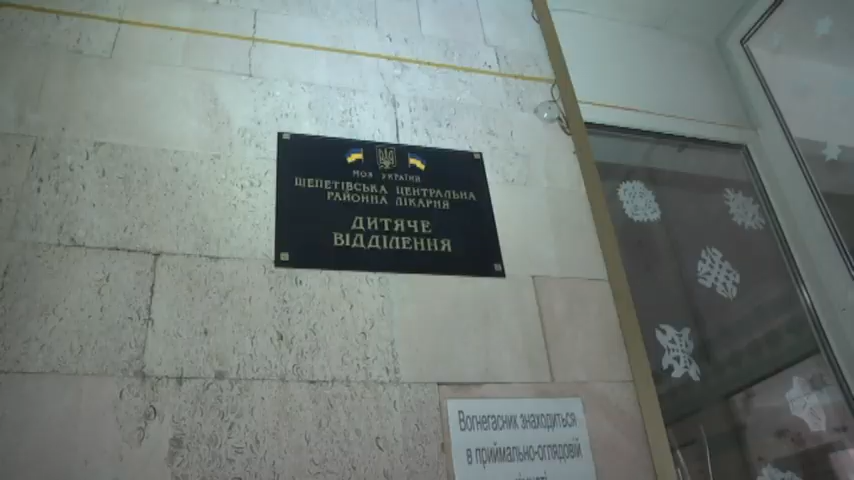 МОЗ УКРАЇНИ
ШЕПЕТІВСЬКА ЦЕНТРАЛЬНА
РАЙОННА ЛІКАРНЯ
ДИТЯЧЕ
ВІДДІЛЕННЯ
Вогнегасник знаходиться
в приймально-оглядовій